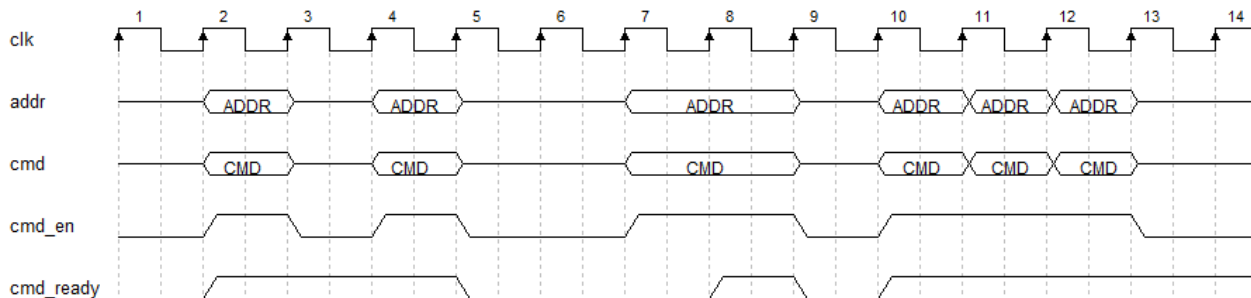 1 2 3 4 5 6 7 8 9 10 11 12 13 14
clk
addr ADDR ADDR ADDR ADDR ADDR ADDR
cmd CMD CMD CMD CMD CMD CMD
cmd_en
cmd_ready